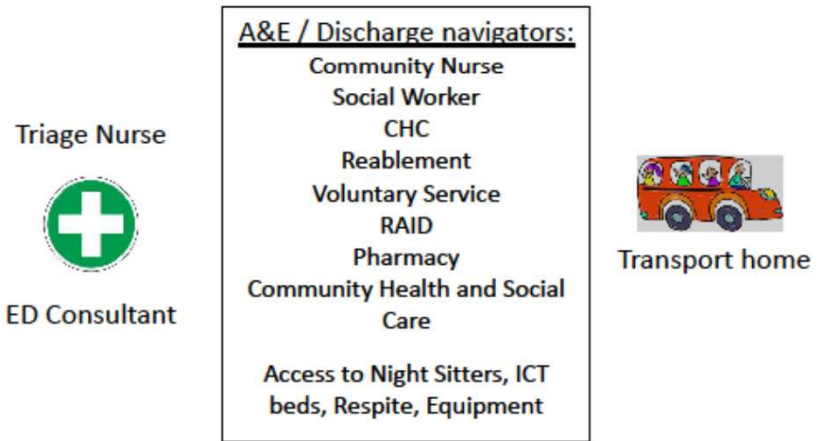 Triage Nurse
ED Consultant
A&E / Discharge navigators:
Community Nurse
Social Worker
CHC
Reablement
Voluntary Service
RAID
Pharmacy
Community Health and Social
Care
Access to Night Sitters, ICT
beds, Respite, Equipment
Transport home